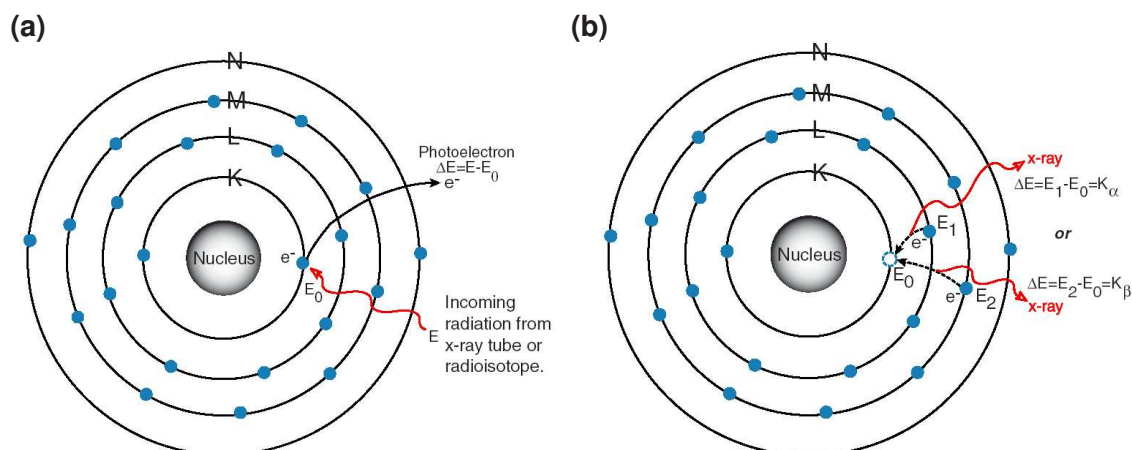 (a)
N
M
L
K
Nucleus
e-
E0
Photoelectron
ΔE=E-E0
e-
E
Incoming
radiation from
x-ray tube or
radioisotope.
(b)
N
M
L
K
Nucleus
e-
E1
E0
e-
E2
x-ray
ΔE=E1-E0=Kα
or
ΔE=E2-E0=Kβ
x-ray